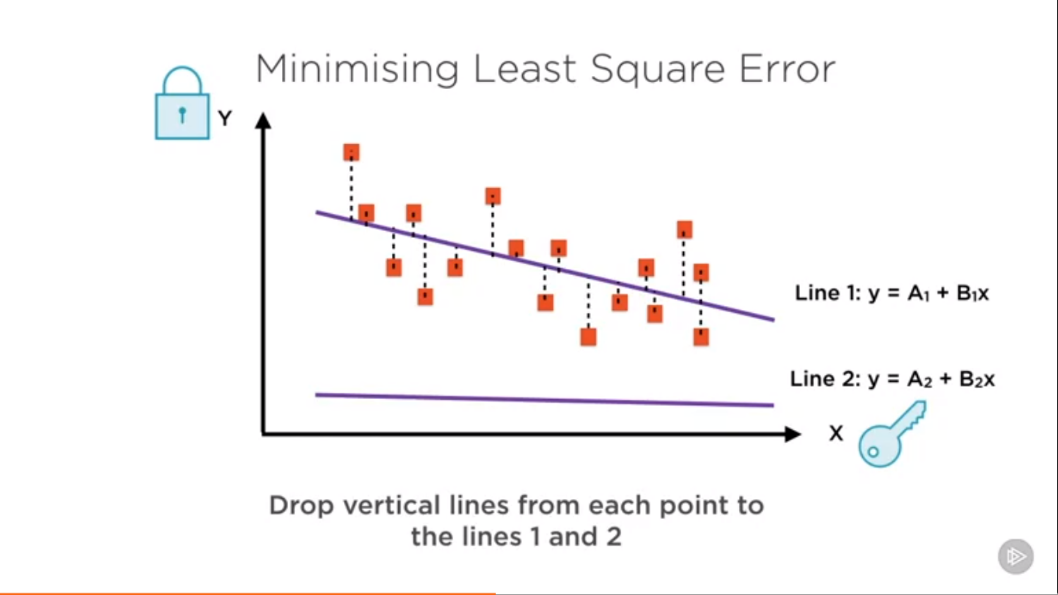 Minimising Least Square Error
Y
Line 1: y = A₁ + B₁x
Line 2: y = A₂ + B₂x
X
Drop vertical lines from each point to
the lines 1 and 2